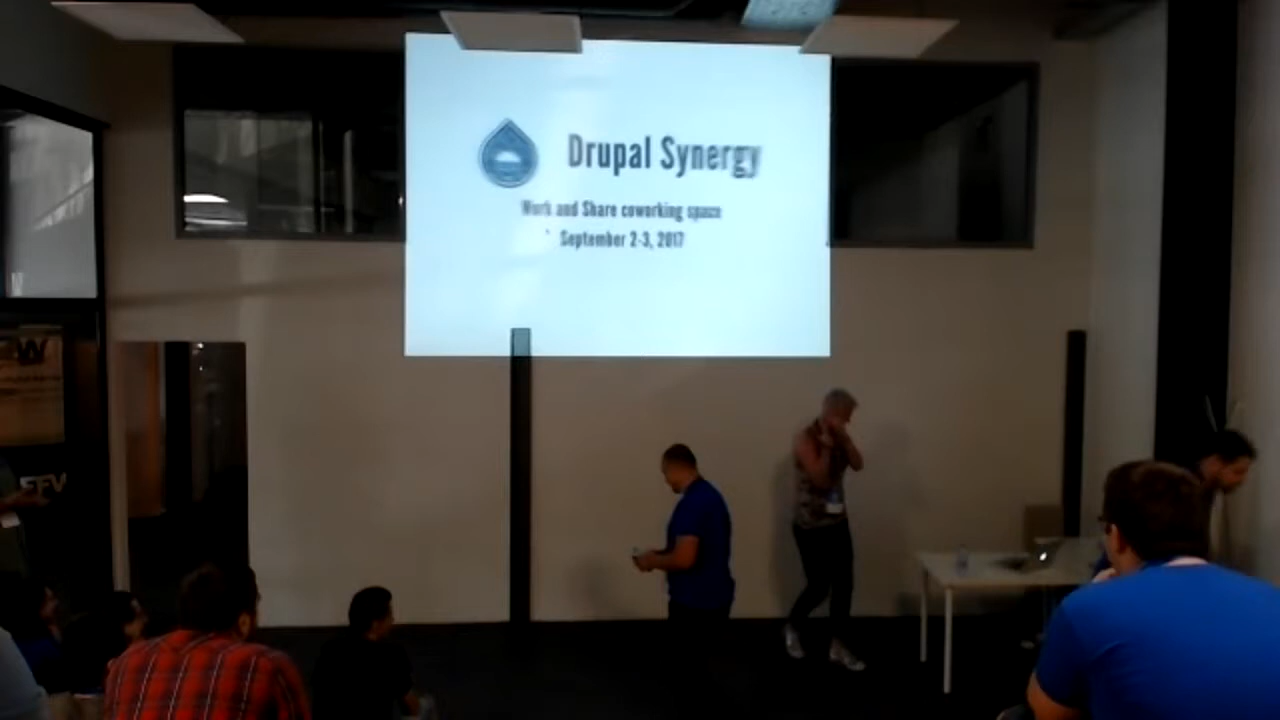 Drupal Synergy
Work and Share coworking space
September 2-3, 2017
W